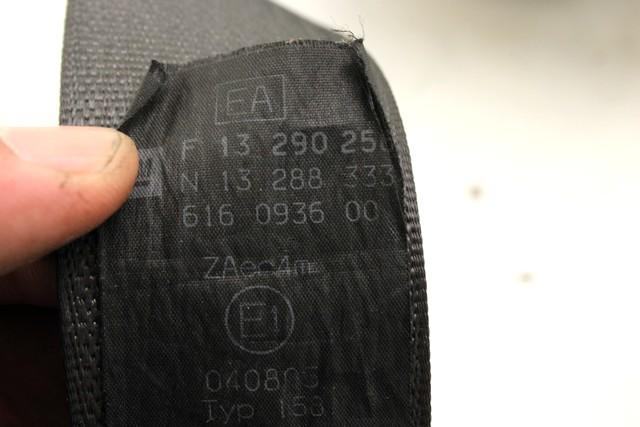 EA
F 13 290 25
N 13 288 333
616 0936 00
ZAec4m
E1
040805
Typ 153